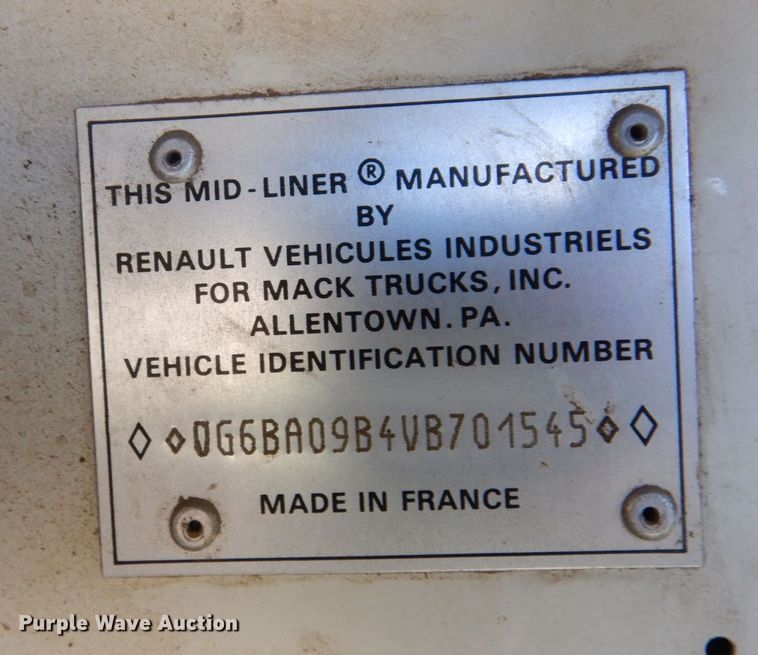 THIS MID-LINER ® MANUFACTURED
BY
RENAULT VEHICULES INDUSTRIELS
FOR MACK TRUCKS, INC.
ALLENTOWN. PA.
VEHICLE IDENTIFICATION NUMBER
◇ ◇VG6BA09B4VB701545◇ ◇
MADE IN FRANCE
Purple Wave Auction